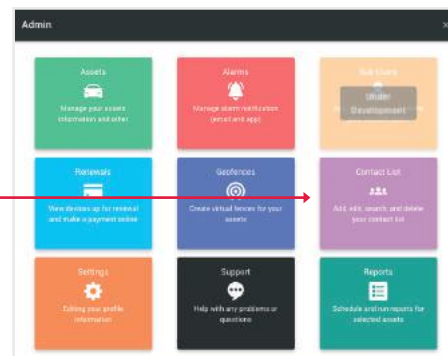 Admin
Assets
Manage your assets
information and other
Alarms
Manage alarm notification
(email and app)
Sub Users
Under
Development
Renewals
View devices up for renewal
and make a payment online
Geofences
Create virtual fences for your
assets
Contact List
Add, edit, search, and delete
your contact list
Settings
Editing your profile
information
Support
Help with any problems or
questions
Reports
Schedule and run reports for
selected assets